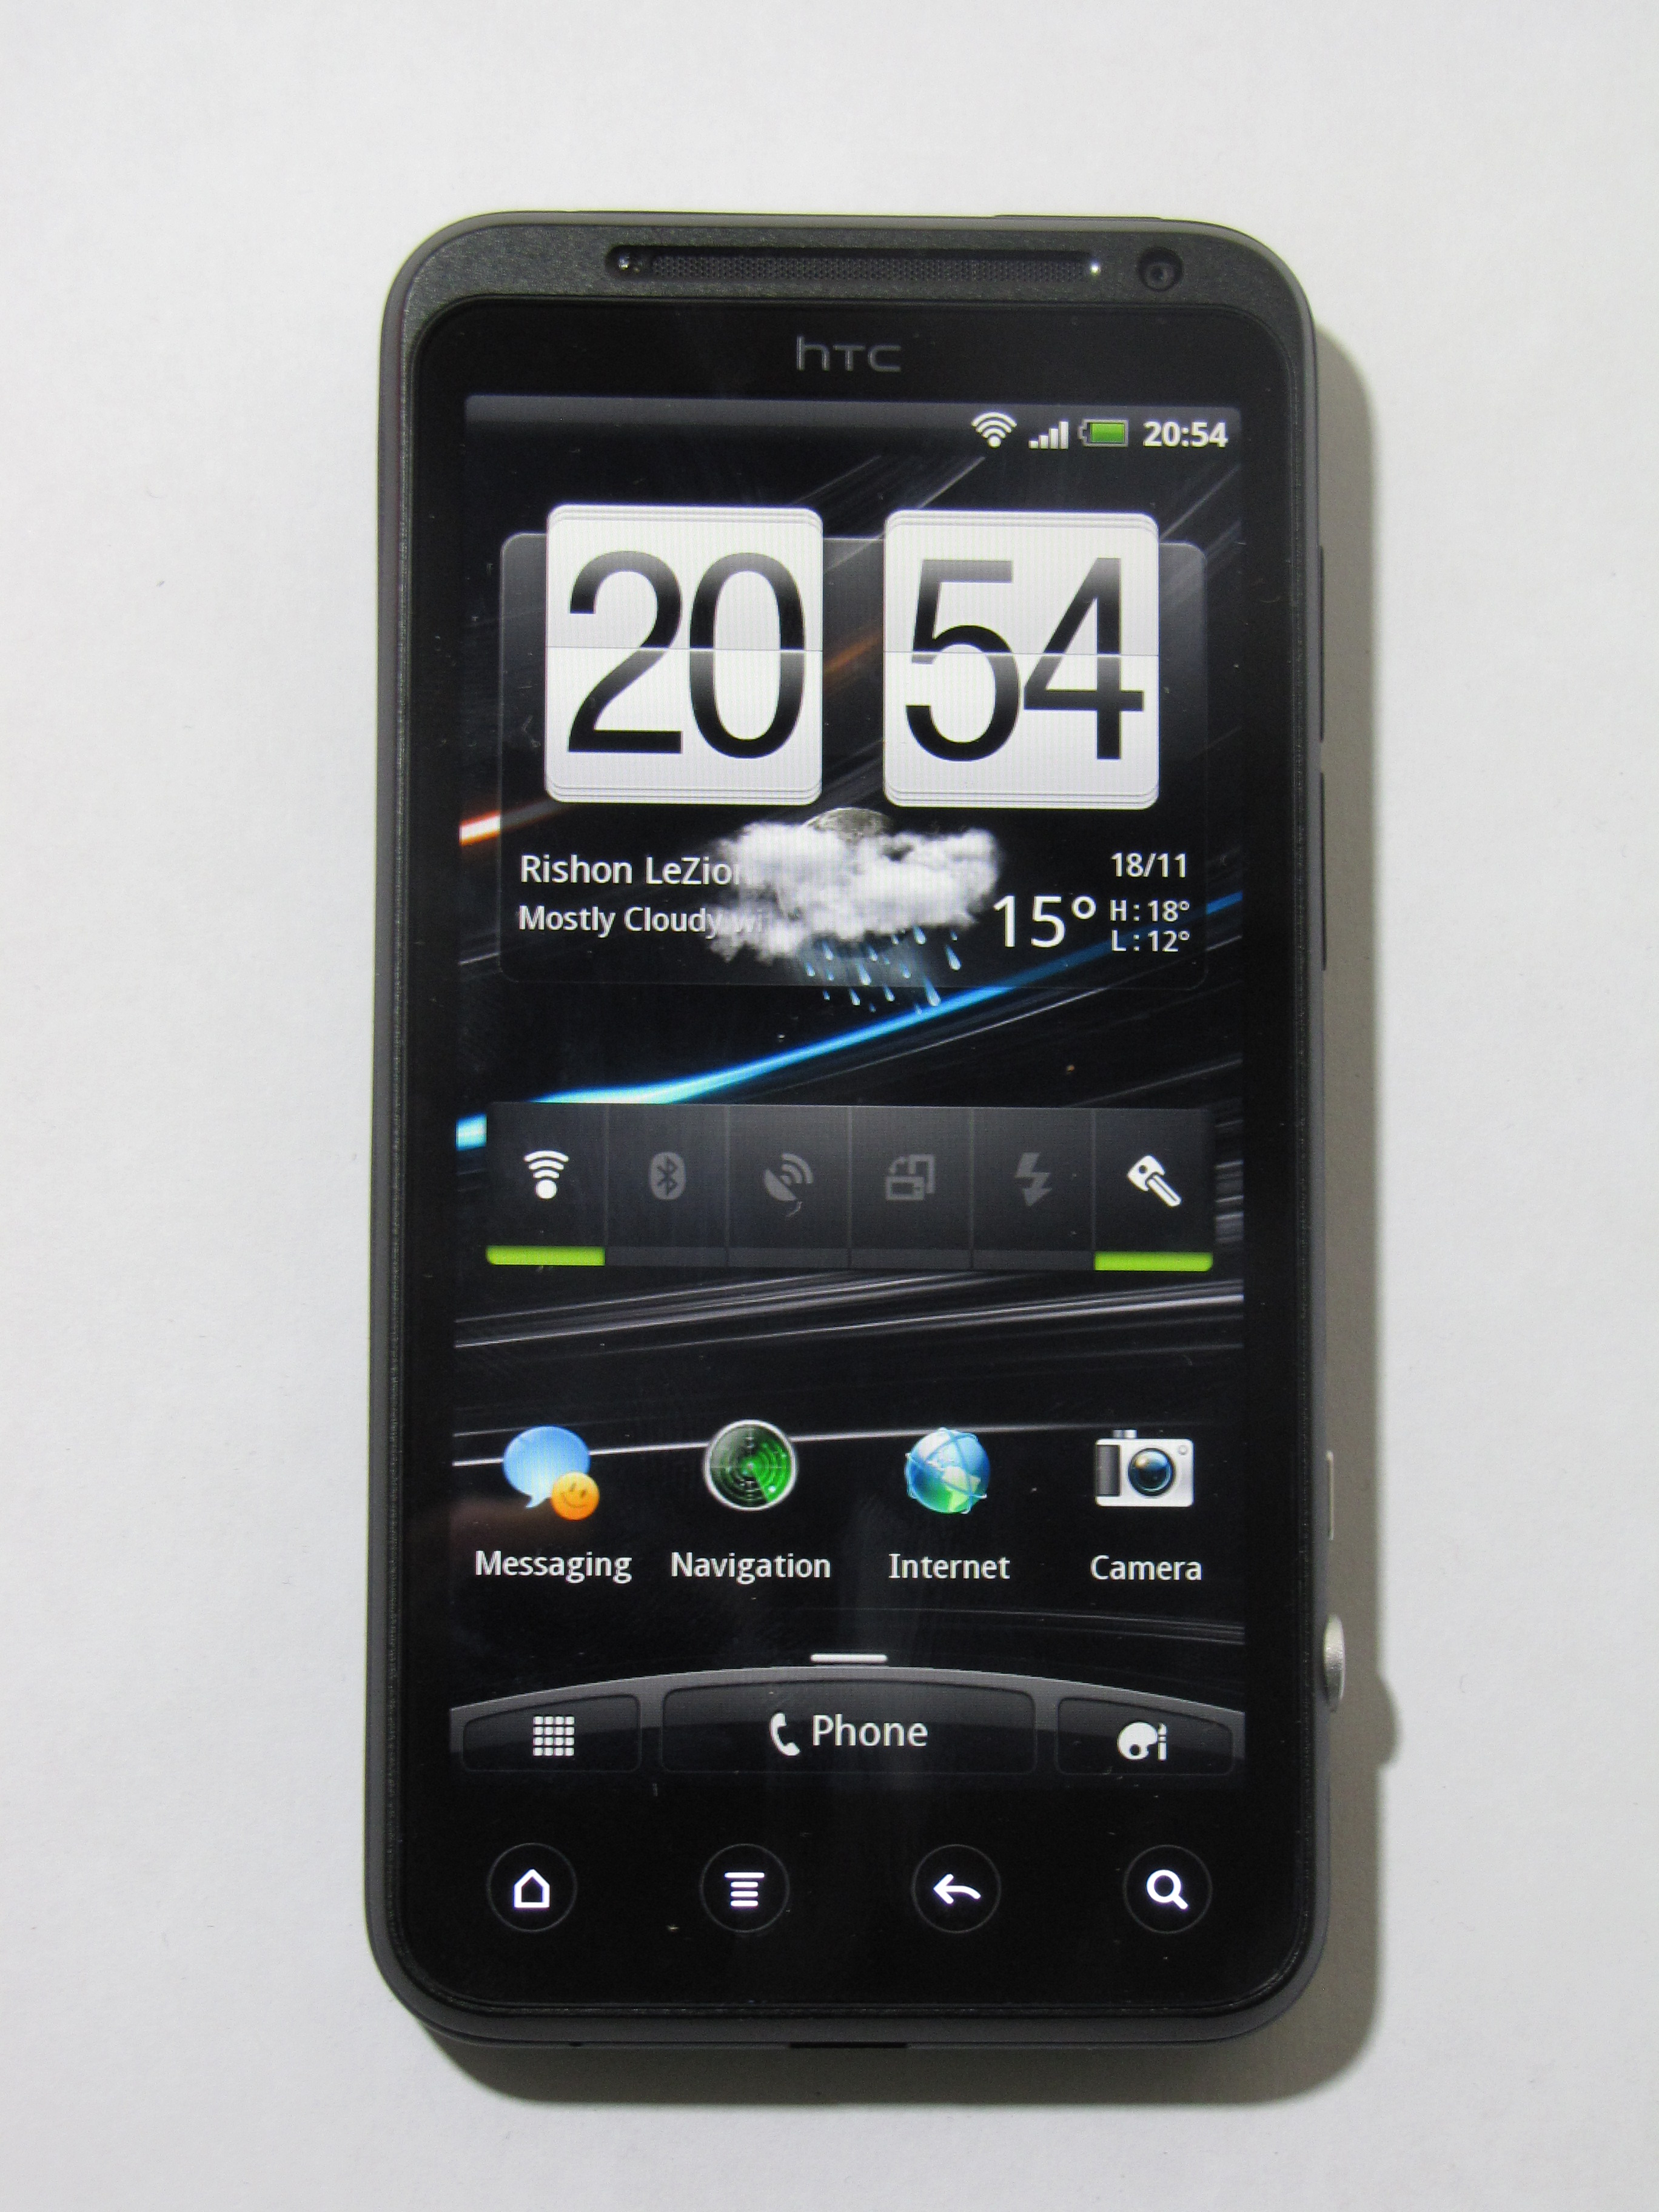 hTC
20:54
20 54
Rishon LeZion
18/11
Mostly Cloudy wi
15°
H : 18°
L : 12°
Messaging Navigation Internet Camera
Phone